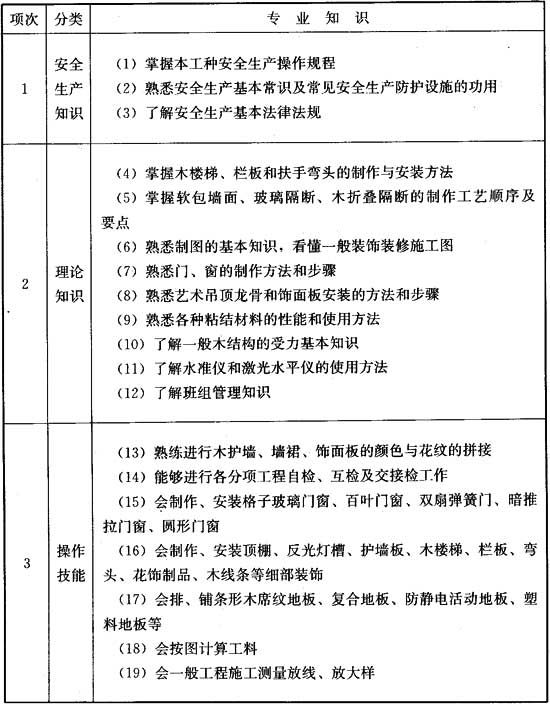 项次 分类 专业知识
1
安全
生产
知识
（1）掌握本工种安全生产操作规程
（2）熟悉安全生产基本常识及常见安全生产防护设施的功用
（3）了解安全生产基本法律法规
2
理论
知识
（4）掌握木楼梯、栏板和扶手弯头的制作与安装方法
（5）掌握软包墙面、玻璃隔断、木折叠隔断的制作工艺顺序及
要点
（6）熟悉制图的基本知识，看懂一般装饰装修施工图
（7）熟悉门、窗的制作方法和步骤
（8）熟悉艺术吊顶龙骨和饰面板安装的方法和步骤
（9）熟悉各种粘结材料的性能和使用方法
（10）了解一般木结构的受力基本知识
（11）了解水准仪和激光水平仪的使用方法
（12）了解班组管理知识
3
操作
技能
（13）熟练进行木护墙、墙裙、饰面板的颜色与花纹的拼接
（14）能够进行各分项工程自检、互检及交接检工作
（15）会制作、安装格子玻璃门窗、百叶门窗、双扇弹簧门、暗推
拉门窗、圆形门窗
（16）会制作、安装顶棚、反光灯槽、护墙板、木楼梯、栏板、弯
头、花饰制品、木线条等细部装饰
（17）会排、铺条形木席纹地板、复合地板、防静电活动地板、塑
料地板等
（18）会按图计算工料
（19）会一般工程施工测量放线、放大样